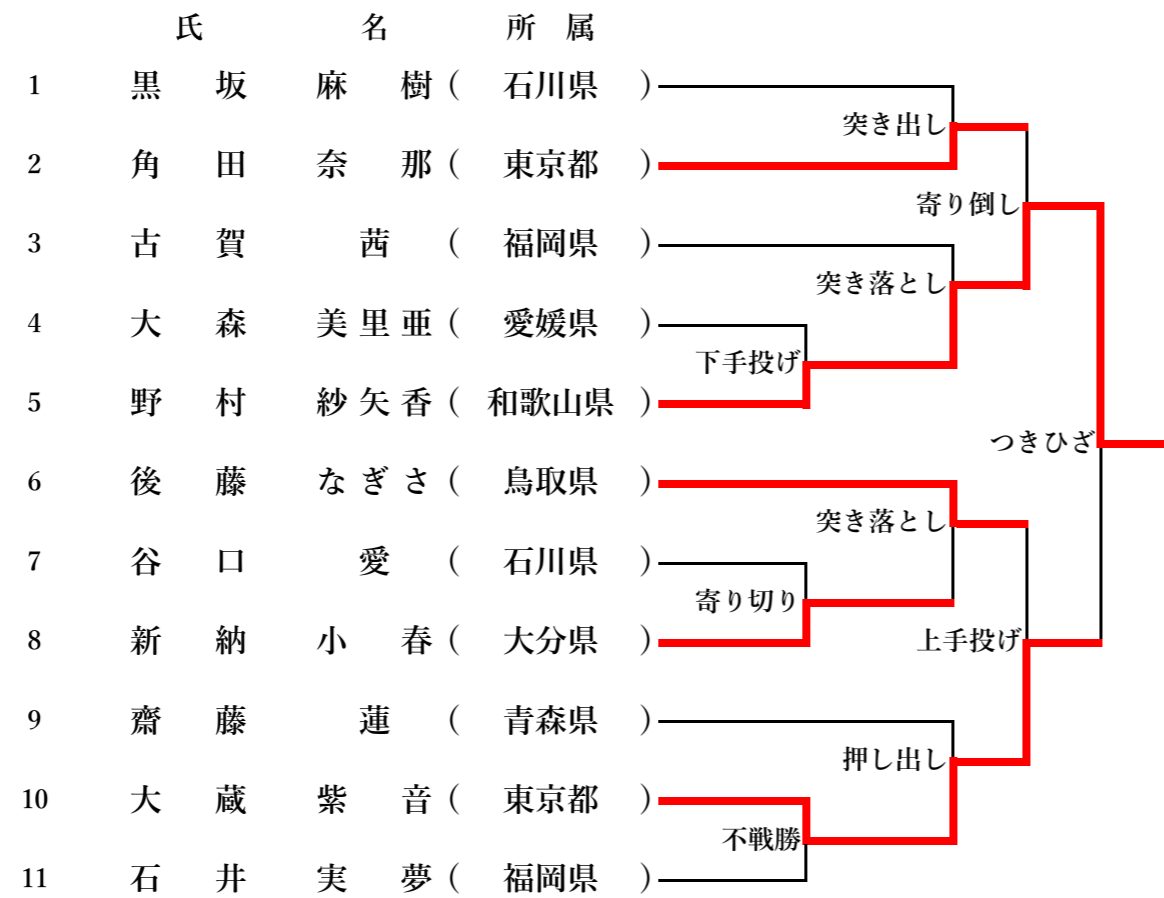 氏 名 所 属
1 黒 坂 麻 樹 ( 石川県 )
突き出し
2 角 田 奈 那 ( 東京都 )
寄り倒し
3 古 賀 茜 ( 福岡県 )
突き落とし
4 大 森 美 里 亜 ( 愛媛県 )
下手投げ
5 野 村 紗 矢 香 ( 和歌山県 )
つきひざ
6 後 藤 な ぎ さ ( 鳥取県 )
突き落とし
7 谷 口 愛 ( 石川県 )
寄り切り
8 新 納 小 春 ( 大分県 )
上手投げ
9 齋 藤 蓮 ( 青森県 )
押し出し
10 大 蔵 紫 音 ( 東京都 )
不戦勝
11 石 井 実 夢 ( 福岡県 )